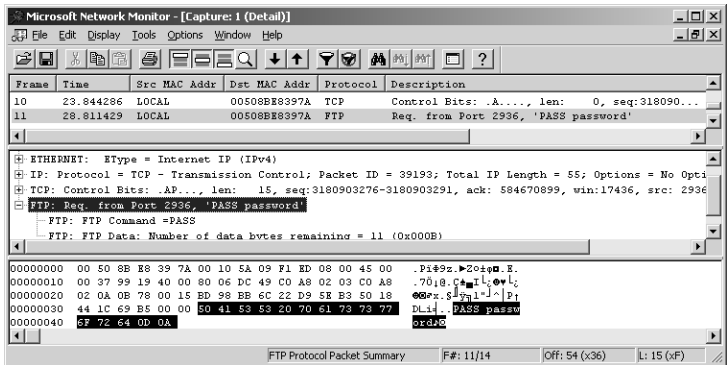 Microsoft Network Monitor - [Capture: 1 (Detail)]
File Edit Display Tools Options Window Help
Frame Time Src MAC Addr Dst MAC Addr Protocol Description
10 23.844286 LOCAL 00508BE8397A TCP Control Bits: .A...., len: 0, seq:318090...
11 28.811429 LOCAL 00508BE8397A FTP Req. from Port 2936, 'PASS password'
ETHERNET: EType = Internet IP (IPv4)
IP: Protocol = TCP - Transmission Control; Packet ID = 39193; Total IP Length = 55; Options = No Opti
TCP: Control Bits: .AP..., len: 15, seq:3180903276-3180903291, ack: 584670899, win:17436, src: 2936
FTP: Req. from Port 2936, 'PASS password'
FTP: FTP Command =PASS
FTP: FTP Data: Number of data bytes remaining = 11 (0x000B)
00000000 00 50 8B E8 39 7A 00 10 5A 09 F1 ED 08 00 45 00
00000010 00 37 99 19 40 00 80 06 DC 49 C0 A8 02 03 C0 A8
00000020 02 0A 0B 78 00 15 BD 98 BB 6C 22 D9 5E B3 50 18
00000030 44 1C 69 B5 00 00 50 41 53 53 20 70 61 73 73 77 PASS passw
00000040 6F 72 64 0D 0A ord
FTP Protocol Packet Summary F#: 11/14 Off: 54 (x36) L: 15 (xF)